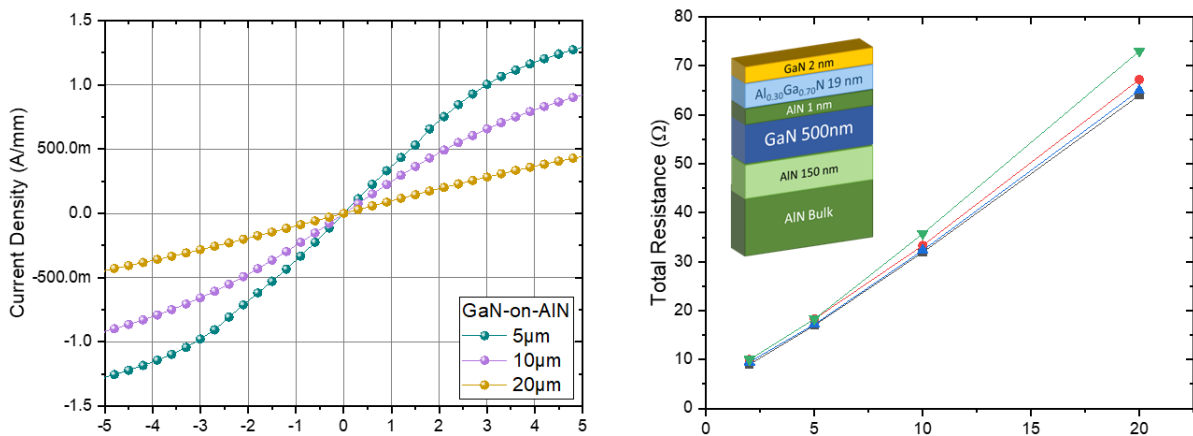 Current Density (A/mm)
1.5
1.0
500.0m
0.0
-500.0m
-1.0
-1.5
-5 -4 -3 -2 -1 0 1 2 3 4 5
GaN-on-AlN
5µm
10µm
20µm
Total Resistance (Ω)
80
70
60
50
40
30
20
10
0
0 5 10 15 20
GaN 2 nm
Al0.30Ga0.70N 19 nm
AlN 1 nm
GaN 500nm
AlN 150 nm
AlN Bulk